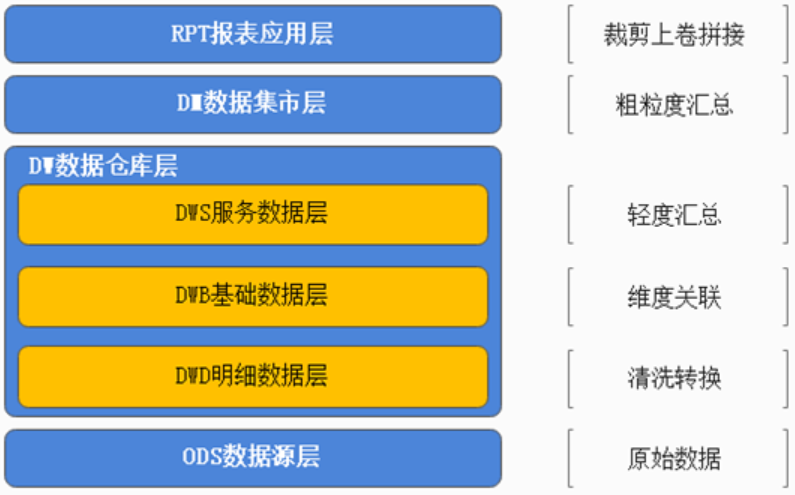 RPT报表应用层
裁剪上卷拼接
DM数据集市层
粗粒度汇总
DW数据仓库层
DWS服务数据层
轻度汇总
DWB基础数据层
维度关联
DWD明细数据层
清洗转换
ODS数据源层
原始数据